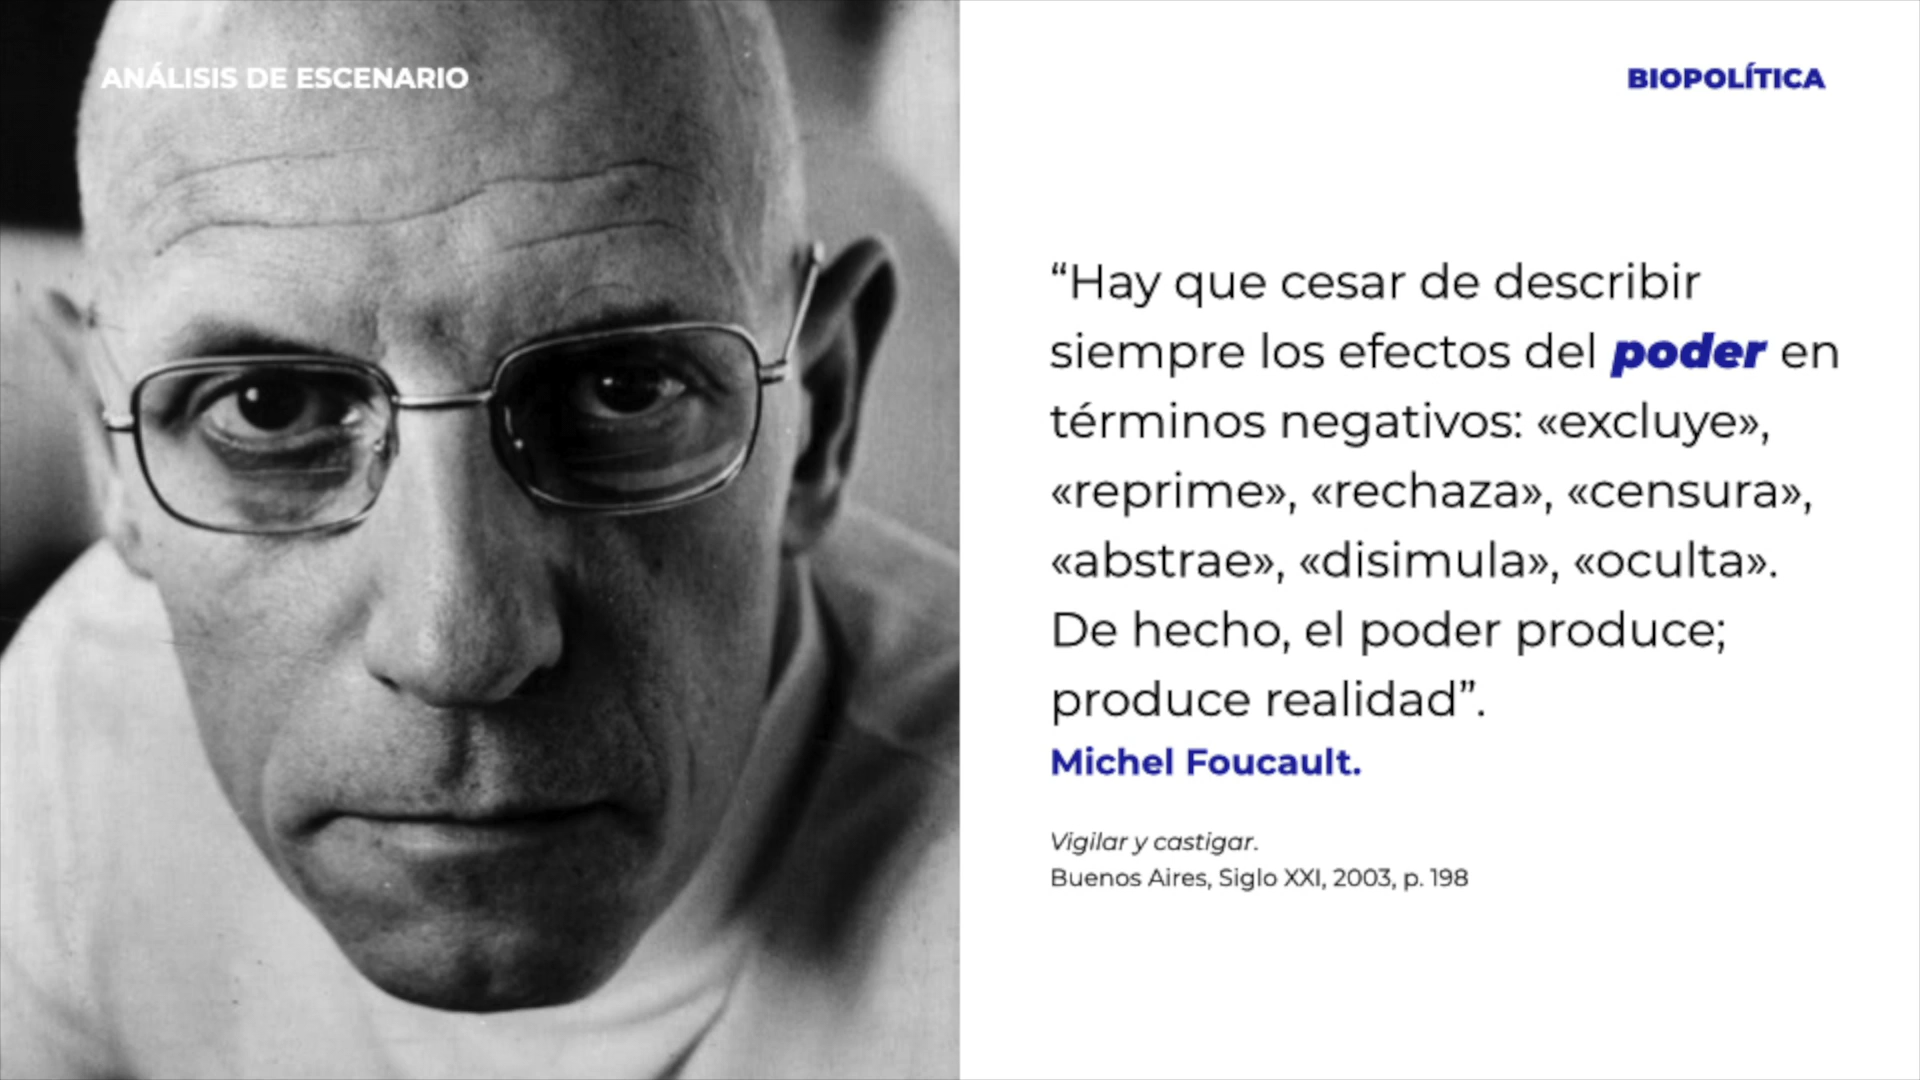 ANÁLISIS DE ESCENARIO
BIOPOLÍTICA
“Hay que cesar de describir
siempre los efectos del poder en
términos negativos: «excluye»,
«reprime», «rechaza», «censura»,
«abstrae», «disimula», «oculta».
De hecho, el poder produce;
produce realidad”.
Michel Foucault.
Vigilar y castigar.
Buenos Aires, Siglo XXI, 2003, p. 198